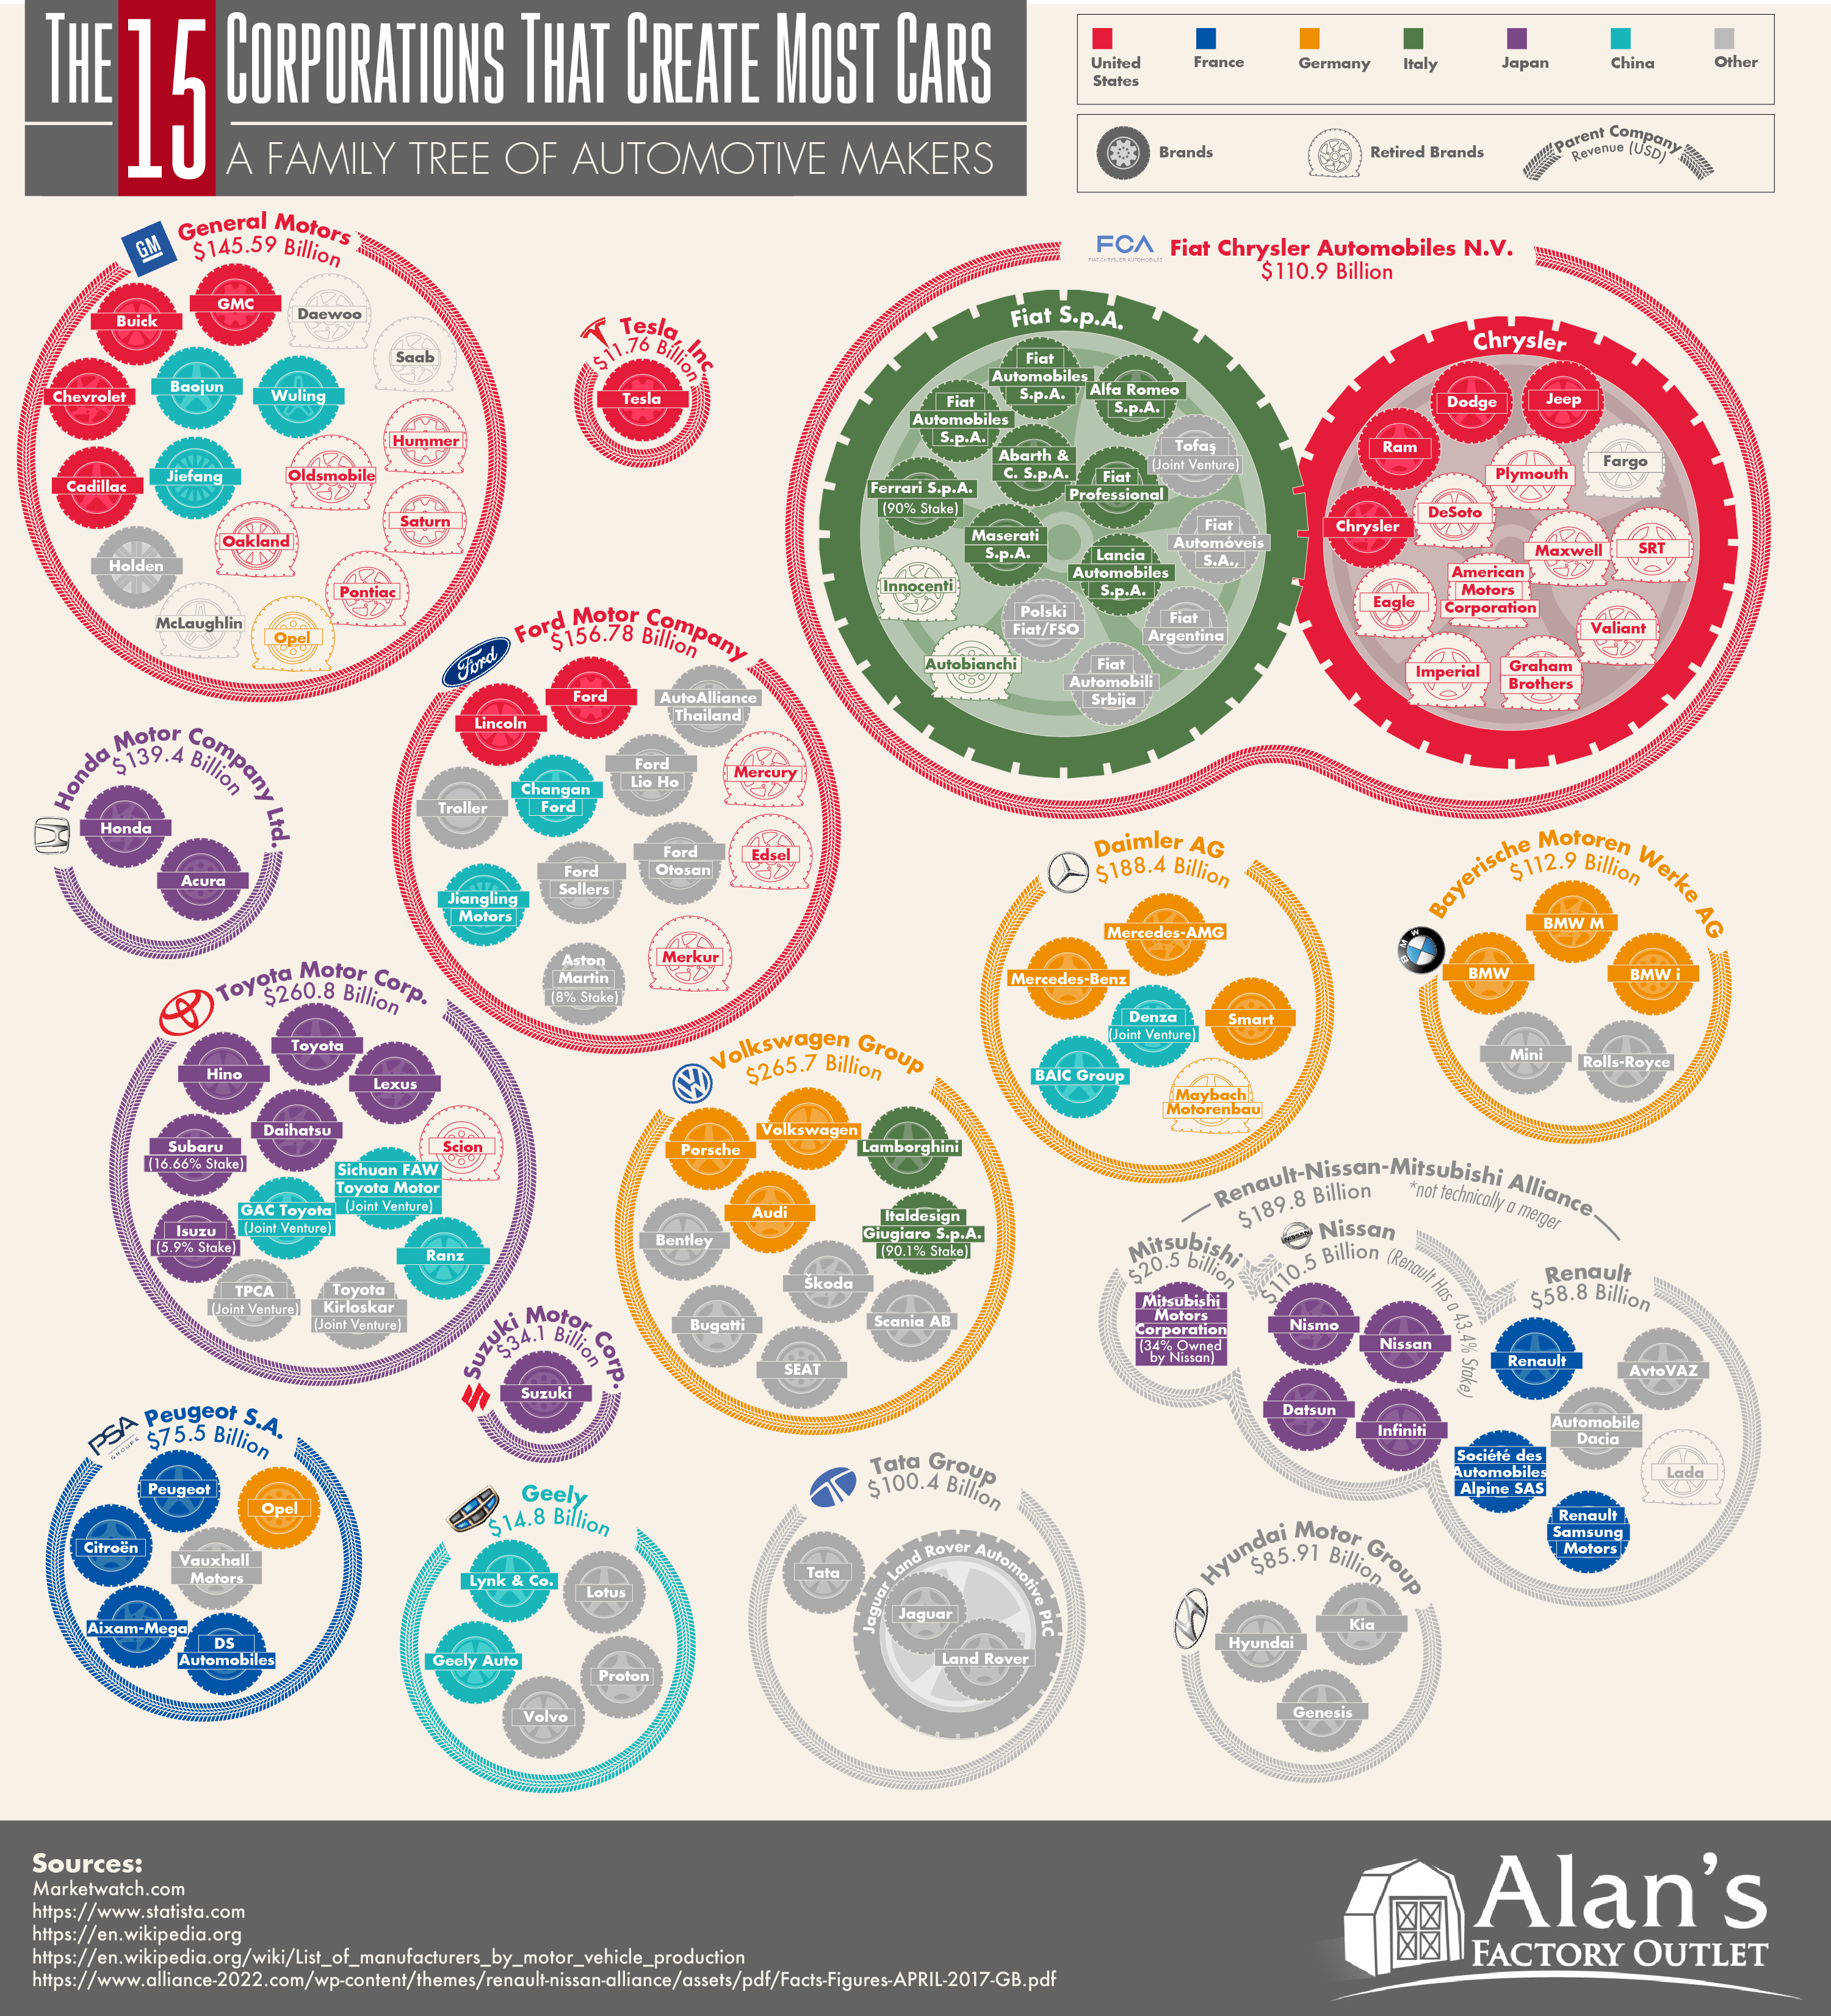 THE 15 CORPORATIONS THAT CREATE MOST CARS
A FAMILY TREE OF AUTOMOTIVE MAKERS
United
States
France
Germany
Italy
Japan
China
Other
Brands
Retired Brands
Parent Company
Revenue (USD)
GM
General Motors
$145.59 Billion
Buick
GMC
Daewoo
Saab
Chevrolet
Baojun
Wuling
Hummer
Cadillac
Jiefang
Oldsmobile
Saturn
Oakland
Holden
Pontiac
McLaughlin
Opel
Tesla, Inc.
$11.76 Billion
Tesla
FCA
FIAT CHRYSLER AUTOMOBILES
Fiat Chrysler Automobiles N.V.
$110.9 Billion
Fiat S.p.A.
Fiat
Automobiles
S.p.A.
Alfa Romeo
S.p.A.
Fiat
Automobiles
S.p.A.
Tofaş
(Joint Venture)
Abarth &
C. S.p.A.
Fiat
Professional
Ferrari S.p.A.
(90% Stake)
Maserati
S.p.A.
Fiat
Automóveis
S.A.,
Lancia
Automobiles
S.p.A.
Innocenti
Polski
Fiat/FSO
Fiat
Argentina
Autobianchi
Fiat
Automobili
Srbija
Chrysler
Dodge
Jeep
Ram
Plymouth
Fargo
DeSoto
Chrysler
Maxwell
SRT
American
Motors
Corporation
Eagle
Valiant
Imperial
Graham
Brothers
Ford
Ford Motor Company
$156.78 Billion
Lincoln
Ford
AutoAlliance
Thailand
Ford
Lio Ho
Mercury
Troller
Changan
Ford
Ford
Otosan
Edsel
Ford
Sollers
Jiangling
Motors
Merkur
Aston
Martin
(8% Stake)
Honda Motor Company Ltd.
$139.4 Billion
Honda
Acura
Daimler AG
$188.4 Billion
Mercedes-AMG
Mercedes-Benz
Denza
(Joint Venture)
Smart
BAIC Group
Maybach
Motorenbau
Bayerische Motoren Werke AG
$112.9 Billion
BMW
BMW M
BMW
BMW i
Mini
Rolls-Royce
Toyota Motor Corp.
$260.8 Billion
Toyota
Hino
Lexus
Daihatsu
Subaru
(16.66% Stake)
Scion
Sichuan FAW
Toyota Motor
(Joint Venture)
GAC Toyota
(Joint Venture)
Isuzu
(5.9% Stake)
Ranz
TPCA
(Joint Venture)
Toyota
Kirloskar
(Joint Venture)
Volkswagen Group
$265.7 Billion
Porsche
Volkswagen
Lamborghini
Audi
Bentley
Italdesign
Giugiaro S.p.A.
(90.1% Stake)
Škoda
Bugatti
Scania AB
SEAT
Renault-Nissan-Mitsubishi Alliance
$189.8 Billion
*not technically a merger
Mitsubishi
$20.5 billion
Mitsubishi
Motors
Corporation
(34% Owned
by Nissan)
NISSAN
Nissan
$110.5 Billion (Renault Has a 43.4% Stake)
Nismo
Nissan
Datsun
Infiniti
Renault
$58.8 Billion
Renault
AvtoVAZ
Automobile
Dacia
Société des
Automobiles
Alpine SAS
Lada
Renault
Samsung
Motors
Suzuki Motor Corp.
$34.1 Billion
Suzuki
PSA
GROUPE
Peugeot S.A.
$75.5 Billion
Peugeot
Opel
Citroën
Vauxhall
Motors
Aixam-Mega
DS
Automobiles
Geely
$14.8 Billion
Lynk & Co.
Lotus
Geely Auto
Proton
Volvo
Tata Group
$100.4 Billion
Tata
Jaguar Land Rover Automotive PLC
Jaguar
Land Rover
Hyundai Motor Group
$85.91 Billion
Hyundai
Kia
Genesis
Sources:
Marketwatch.com
https://www.statista.com
https://en.wikipedia.org
https://en.wikipedia.org/wiki/List_of_manufacturers_by_motor_vehicle_production
https://www.alliance-2022.com/wp-content/themes/renault-nissan-alliance/assets/pdf/Facts-Figures-APRIL-2017-GB.pdf
Alan's
FACTORY OUTLET